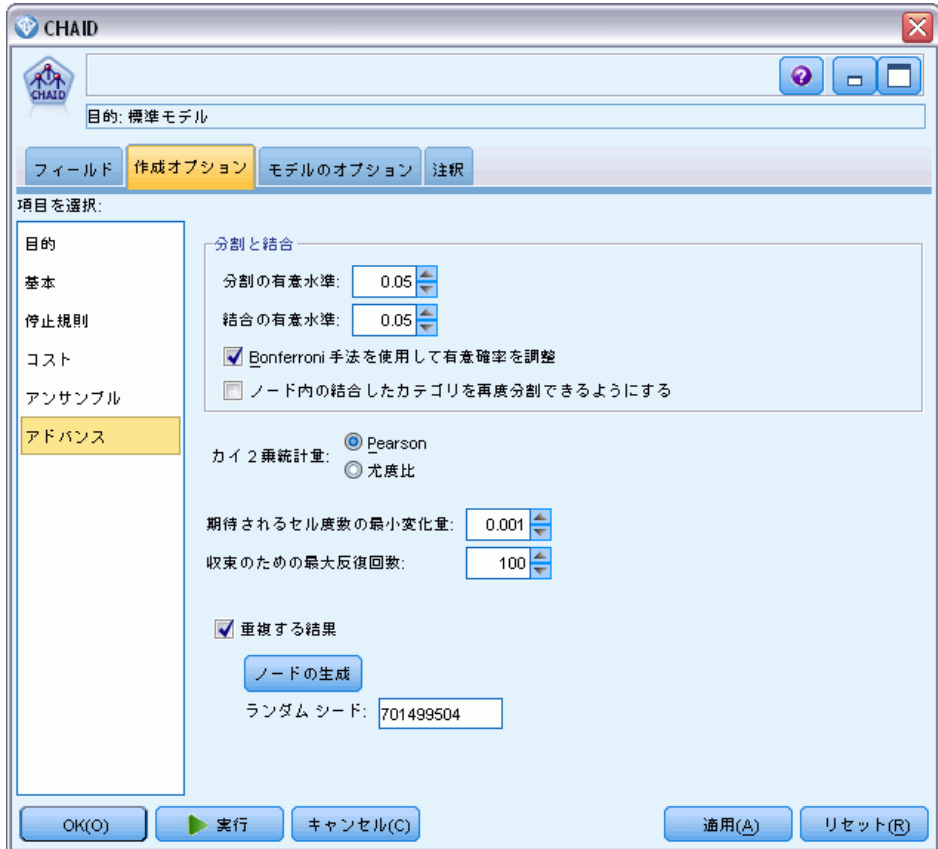 CHAID
CHAID
目的: 標準モデル
フィールド
作成オプション
モデルのオプション
注釈
項目を選択:
目的
基本
停止規則
コスト
アンサンブル
アドバンス
分割と結合
分割の有意水準: 0.05
結合の有意水準: 0.05
Bonferroni 手法を使用して有意確率を調整
ノード内の結合したカテゴリを再度分割できるようにする
カイ2乗統計量:
Pearson
尤度比
期待されるセル度数の最小変化量: 0.001
収束のための最大反復回数: 100
重複する結果
ノードの生成
ランダム シード: 701499504
OK(O)
実行
キャンセル(C)
適用(A)
リセット(R)